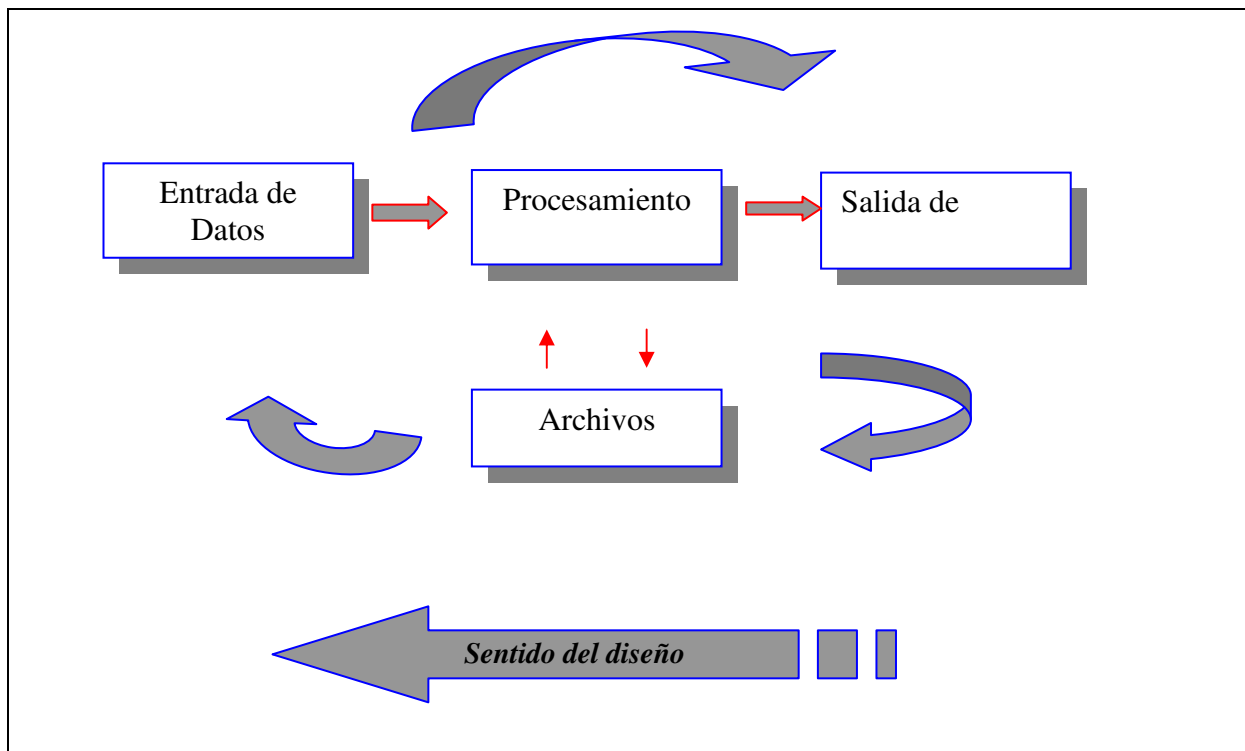 Entrada de
Datos
Procesamiento
Salida de
Archivos
Sentido del diseño